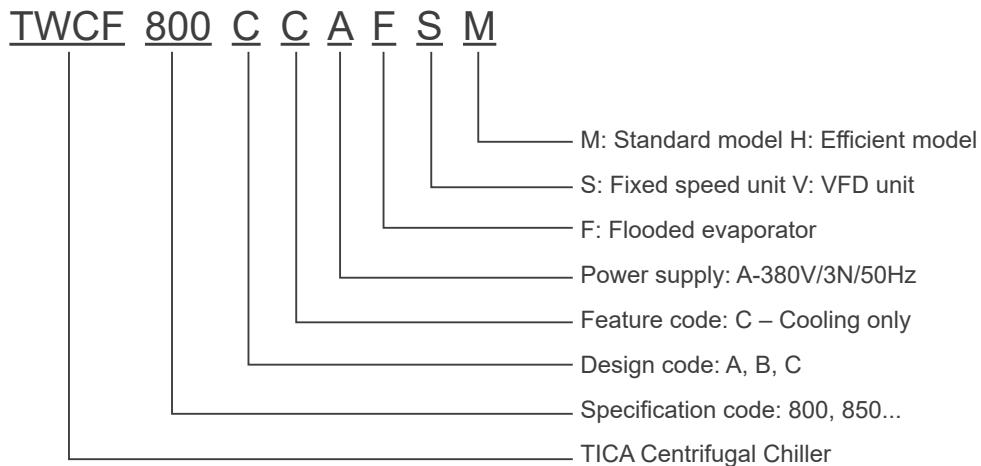 TWCF 800 C C A F S M
M: Standard model H: Efficient model
S: Fixed speed unit V: VFD unit
F: Flooded evaporator
Power supply: A-380V/3N/50Hz
Feature code: C – Cooling only
Design code: A, B, C
Specification code: 800, 850...
TICA Centrifugal Chiller